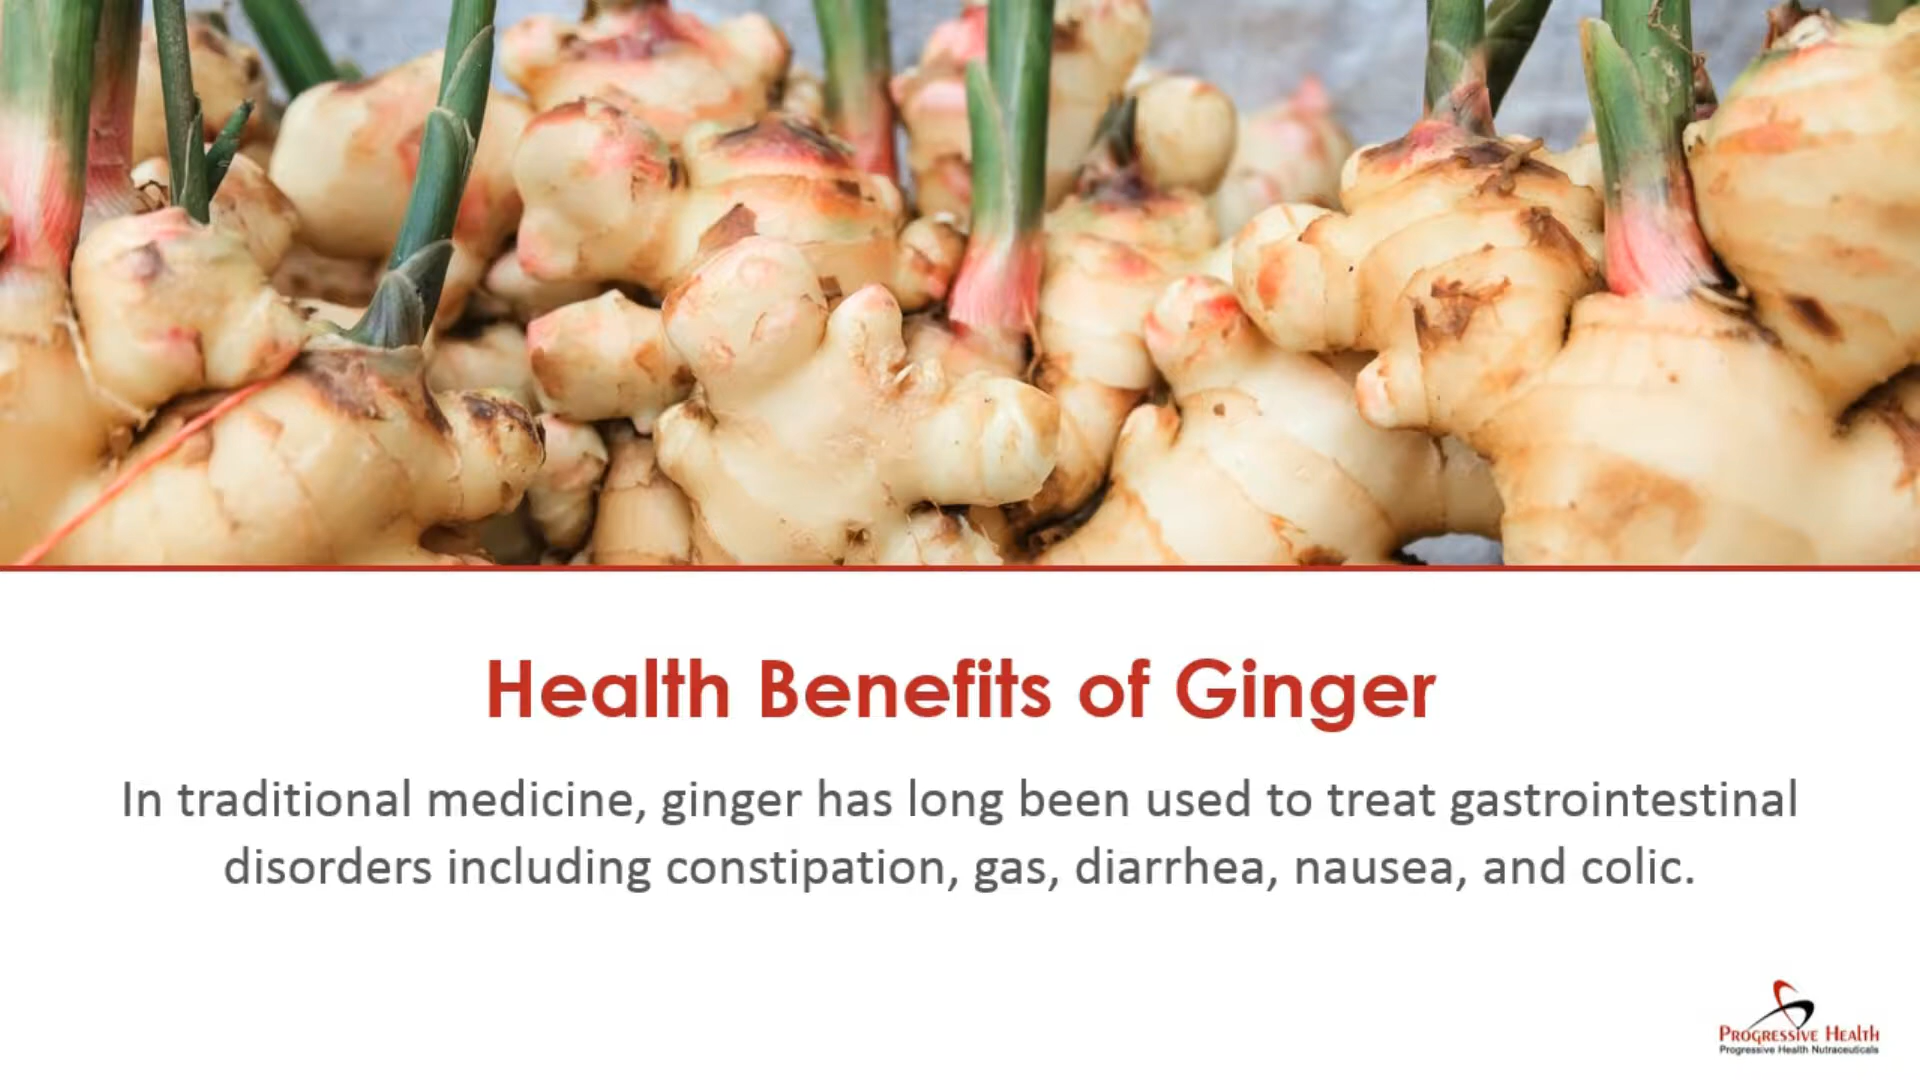 Health Benefits of Ginger
In traditional medicine, ginger has long been used to treat gastrointestinal
disorders including constipation, gas, diarrhea, nausea, and colic.
Progressive Health
Progressive Health Nutraceuticals